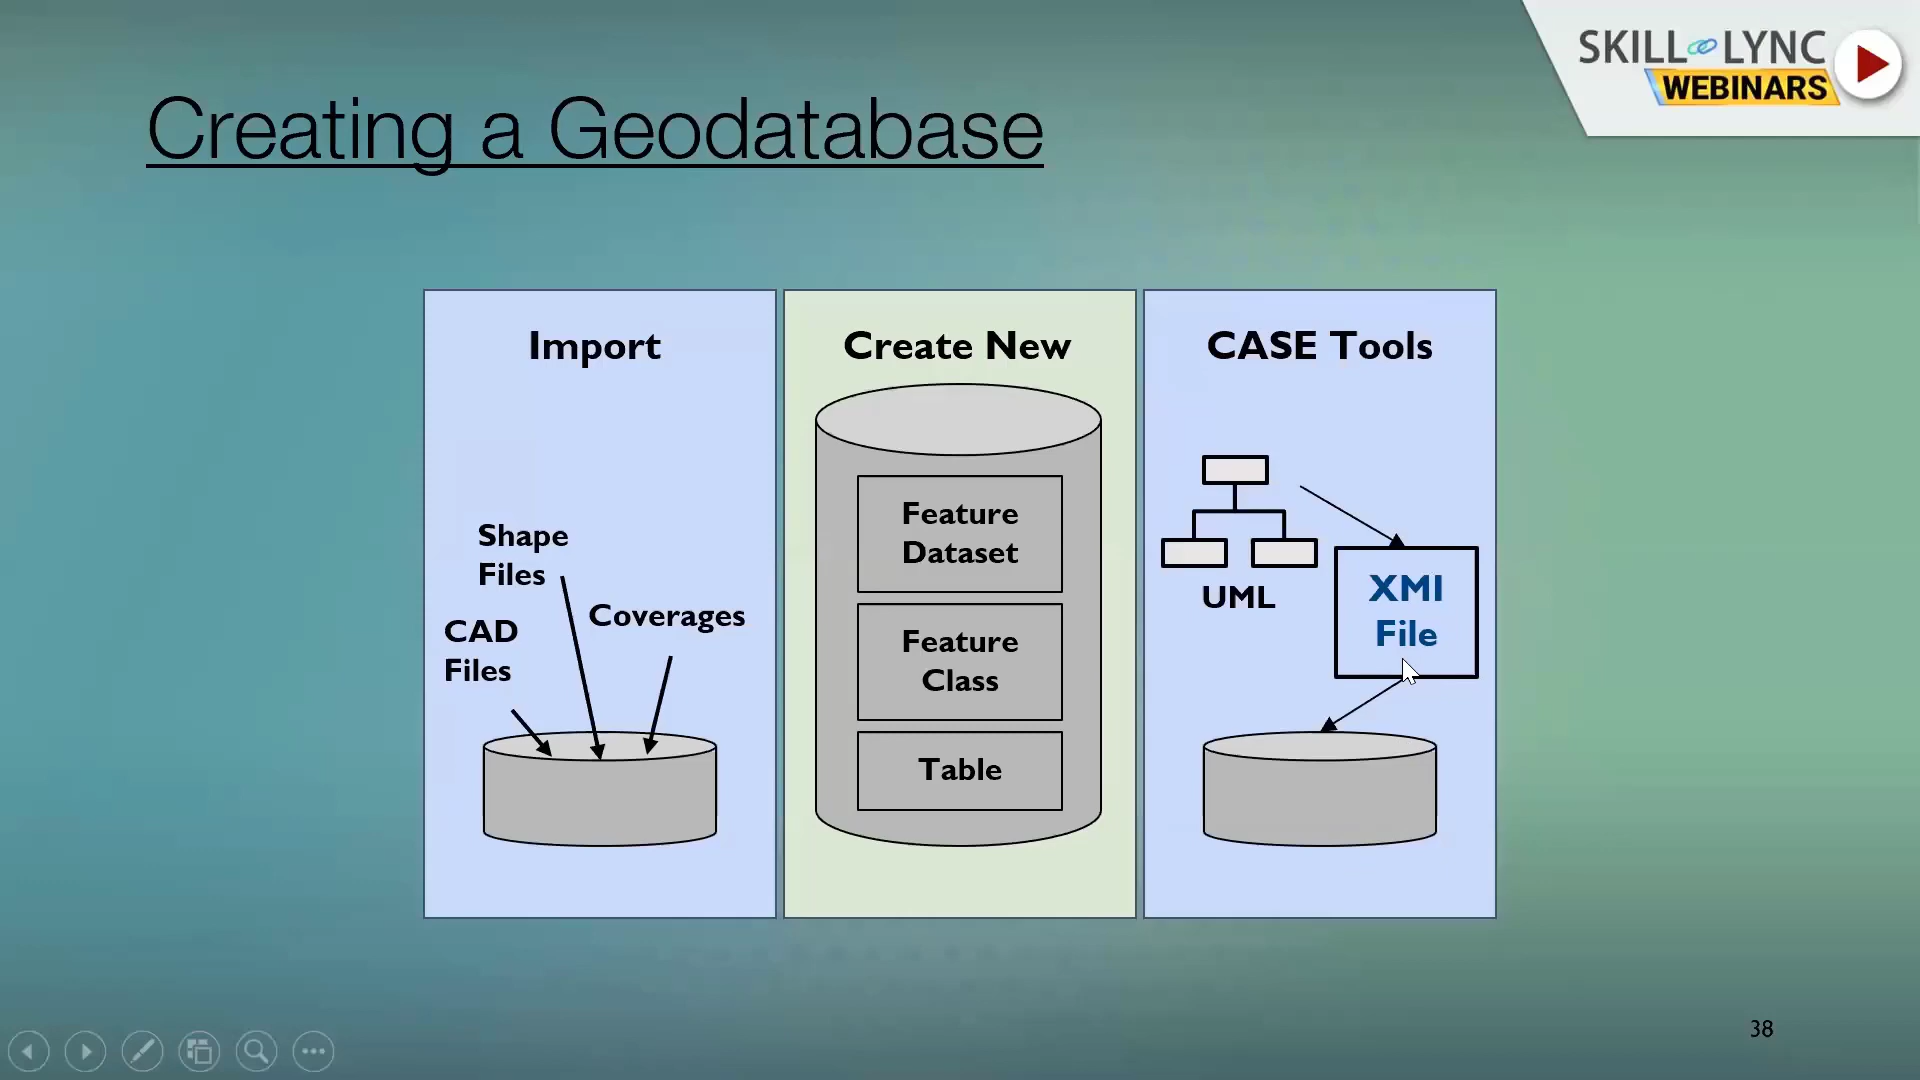 SKILL LYNC
WEBINARS
Creating a Geodatabase
Import
Shape
Files
CAD
Files
Coverages
Create New
Feature
Dataset
Feature
Class
Table
CASE Tools
UML
XMI
File
38